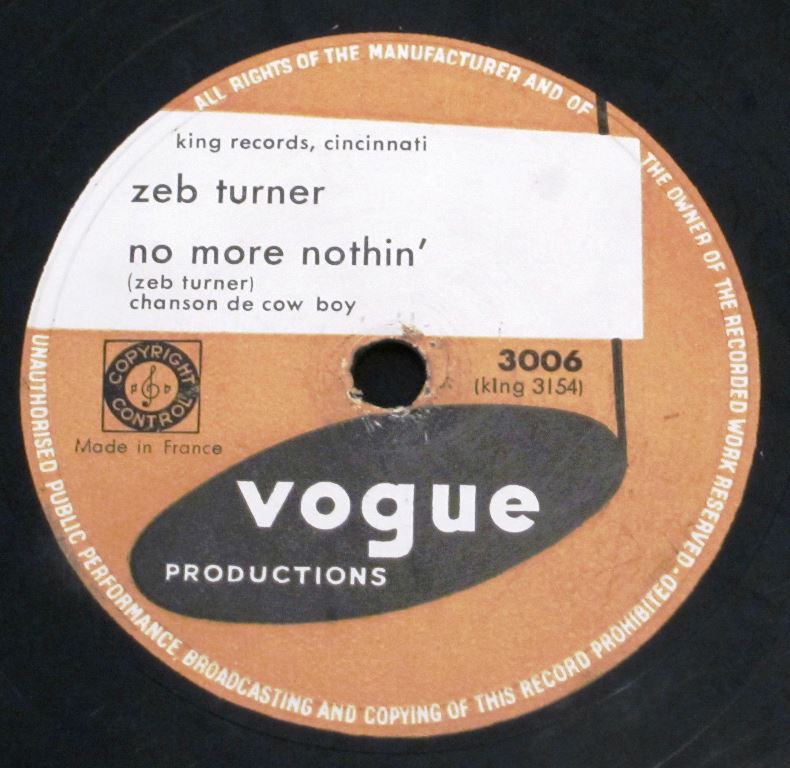 ALL RIGHTS OF THE MANUFACTURER AND OF THE OWNER OF THE RECORDED WORK RESERVED - UNAUTHORISED PUBLIC PERFORMANCE, BROADCASTING AND COPYING OF THIS RECORD PROHIBITED
king records, cincinnati
zeb turner
no more nothin'
(zeb turner)
chanson de cow boy
COPYRIGHT CONTROL
Made in France
3006
(king 3154)
vogue
PRODUCTIONS